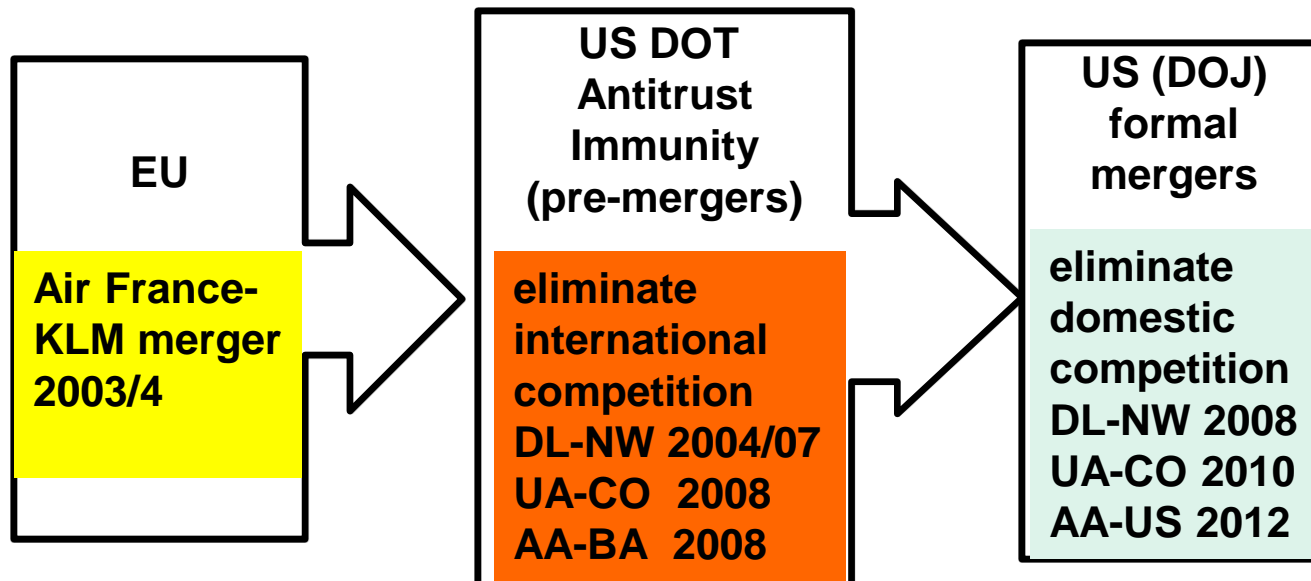 EU
Air France-
KLM merger
2003/4
US DOT
Antitrust
Immunity
(pre-mergers)
eliminate
international
competition
DL-NW 2004/07
UA-CO 2008
AA-BA 2008
US (DOJ)
formal
mergers
eliminate
domestic
competition
DL-NW 2008
UA-CO 2010
AA-US 2012